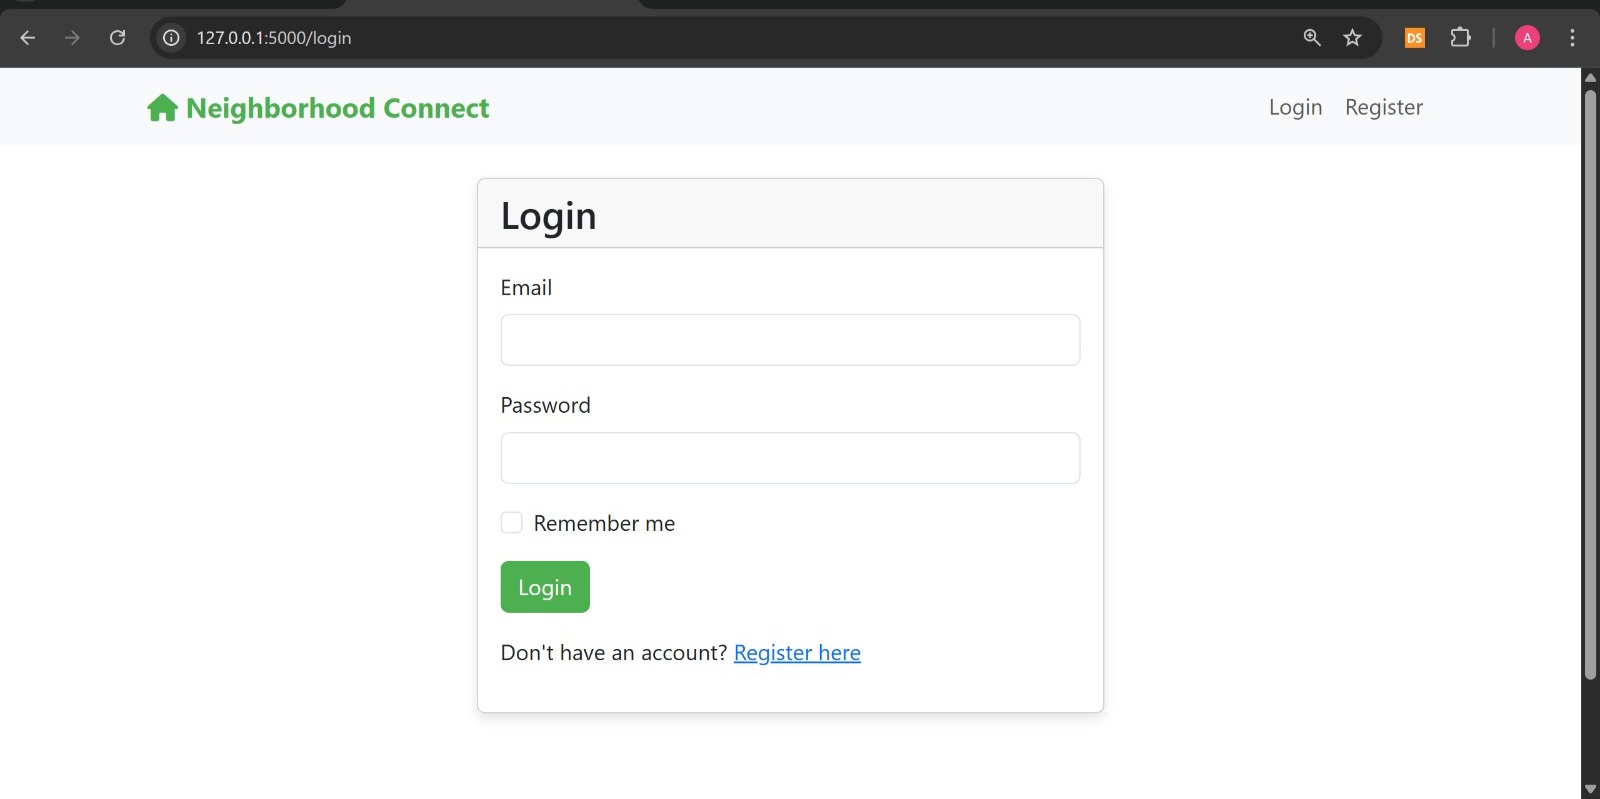 127.0.0.1:5000/login
DS
A
Neighborhood Connect
Login Register
Login
Email
Password
Remember me
Login
Don't have an account? Register here